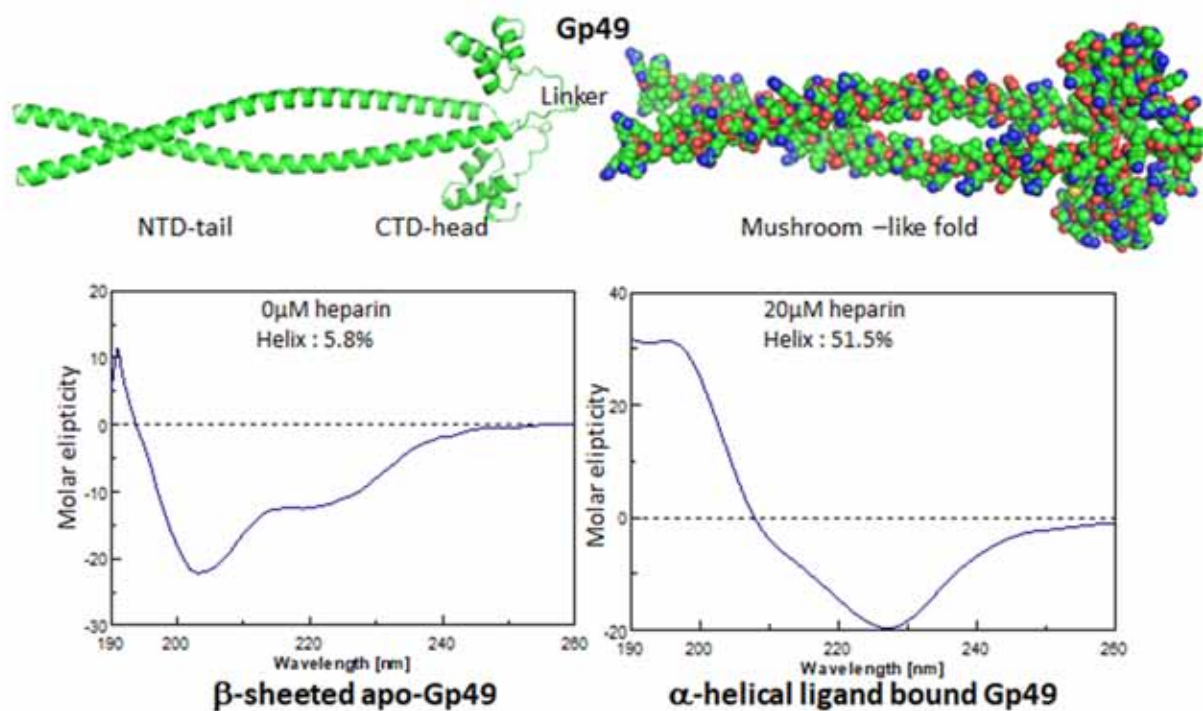 Gp49
Linker
NTD-tail
CTD-head
Mushroom –like fold
0µM heparin
Helix : 5.8%
Molar elipticity
20
10
0
-10
-20
-30
190 200 220 240 260
Wavelength [nm]
β-sheeted apo-Gp49
20µM heparin
Helix : 51.5%
Molar elipticity
40
20
0
-20
190 200 210 220 230 240 260
Wavelength [nm]
α-helical ligand bound Gp49